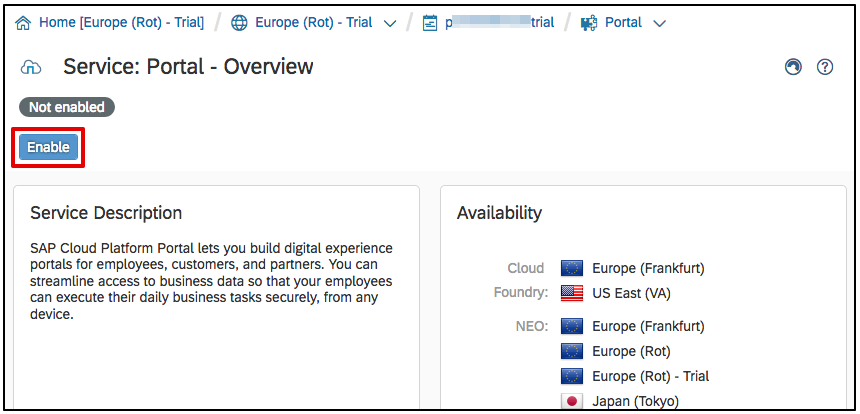 Home [Europe (Rot) - Trial] / Europe (Rot) - Trial / p trial / Portal
Service: Portal - Overview
Not enabled
Enable
Service Description
SAP Cloud Platform Portal lets you build digital experience
portals for employees, customers, and partners. You can
streamline access to business data so that your employees
can execute their daily business tasks securely, from any
device.
Availability
Cloud Foundry:
Europe (Frankfurt)
US East (VA)
NEO:
Europe (Frankfurt)
Europe (Rot)
Europe (Rot) - Trial
Japan (Tokyo)